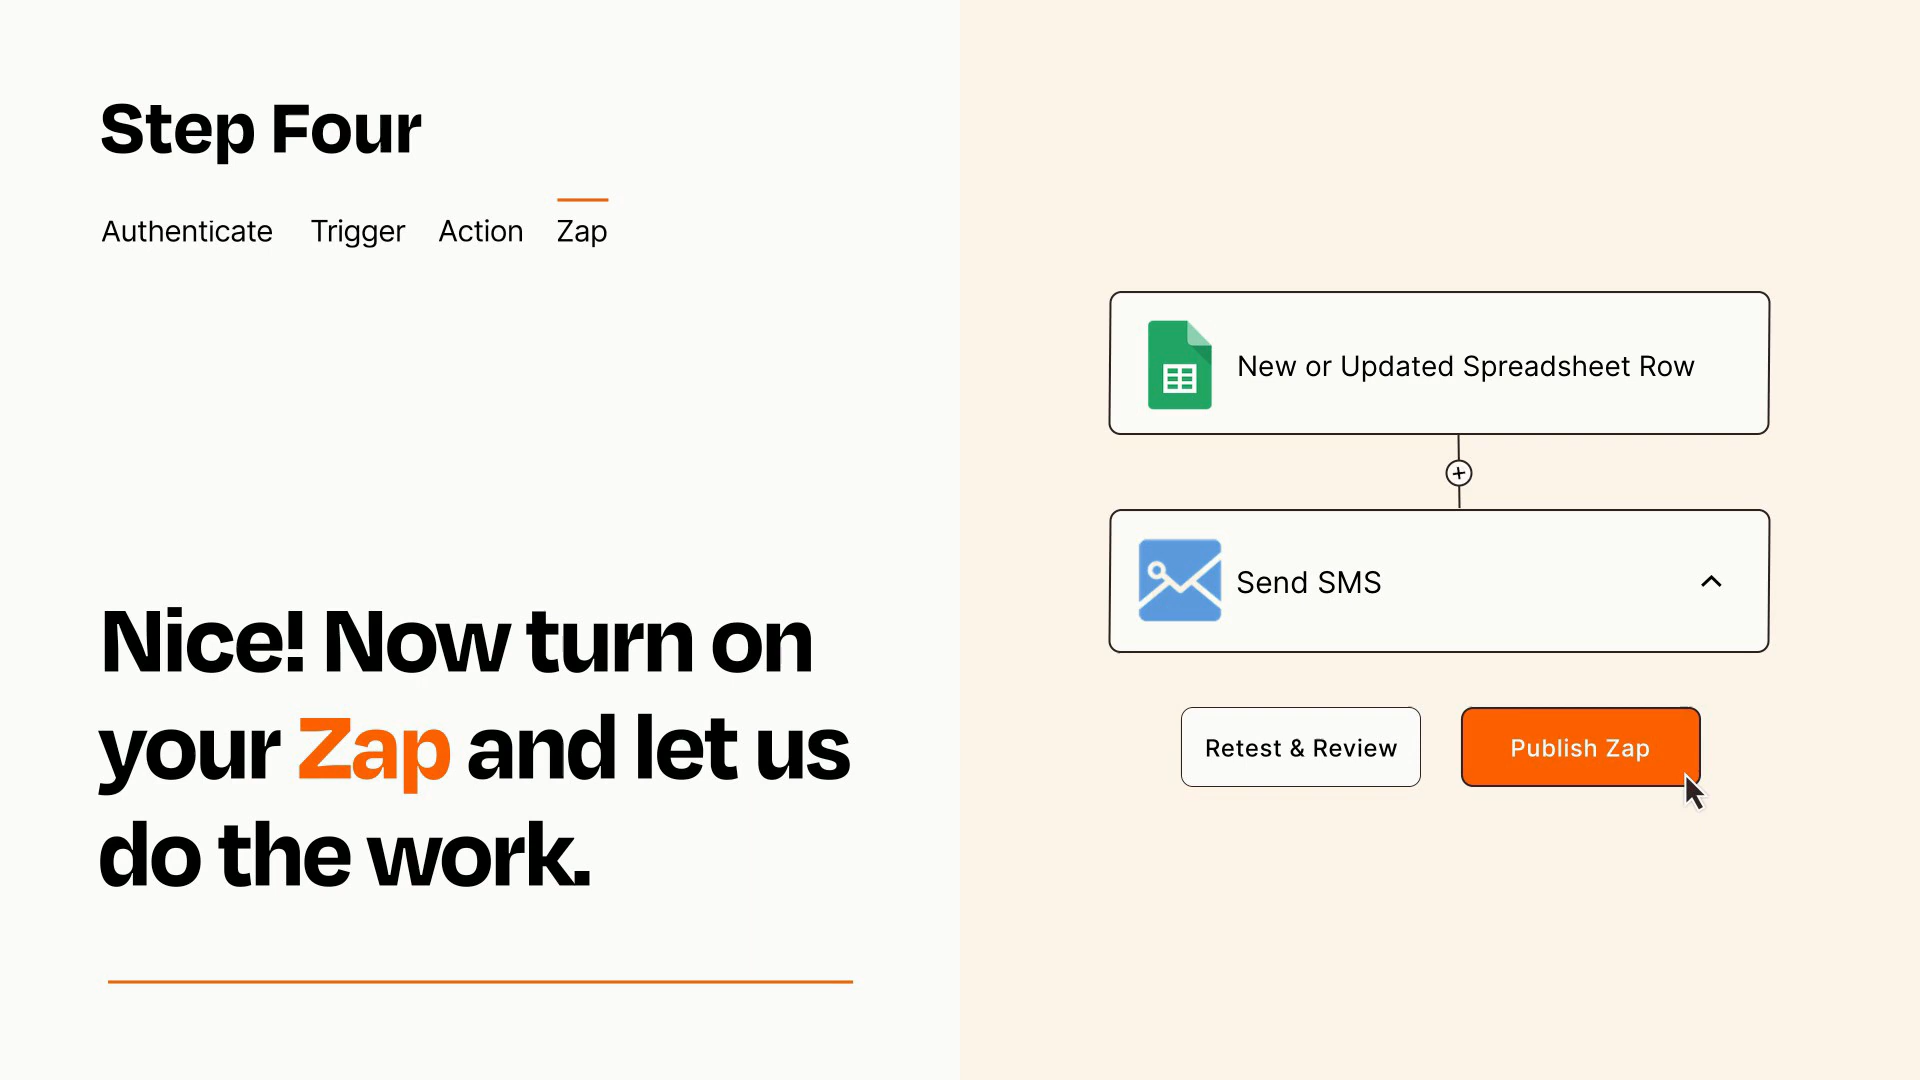 Step Four
Authenticate Trigger Action Zap
Nice! Now turn on
your Zap and let us
do the work.
New or Updated Spreadsheet Row
Send SMS
Retest & Review
Publish Zap